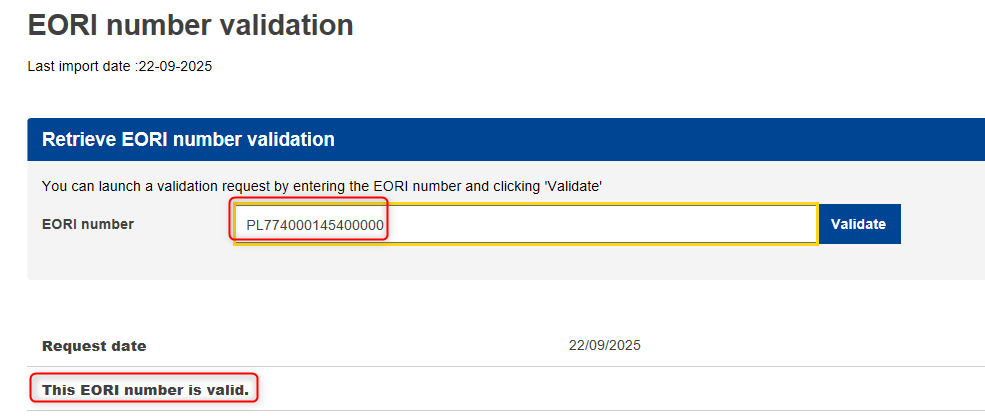 EORI number validation
Last import date :22-09-2025
Retrieve EORI number validation
You can launch a validation request by entering the EORI number and clicking 'Validate'
EORI number PL774000145400000 Validate
Request date 22/09/2025
This EORI number is valid.